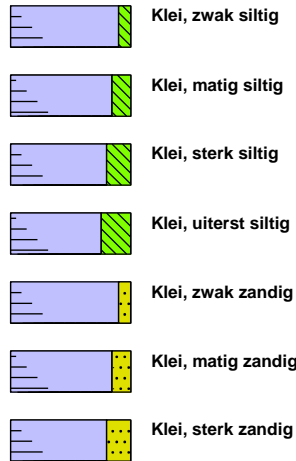 Klei, zwak siltig
Klei, matig siltig
Klei, sterk siltig
Klei, uiterst siltig
Klei, zwak zandig
Klei, matig zandig
Klei, sterk zandig